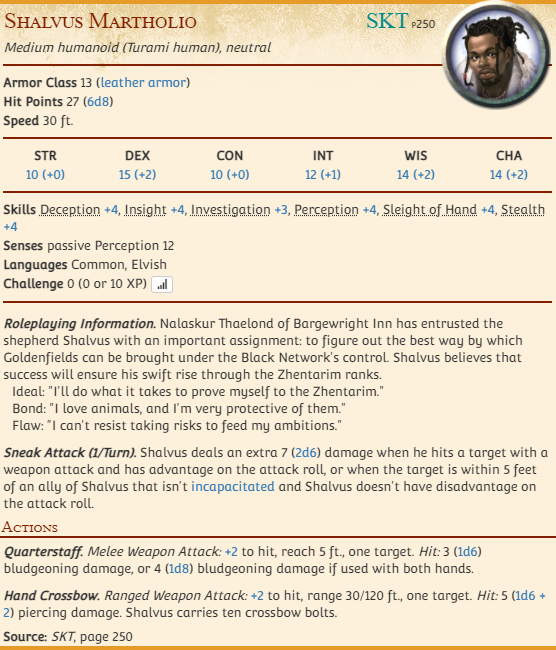 Shalvus Martholio SKT p250
Medium humanoid (Turami human), neutral
Armor Class 13 (leather armor)
Hit Points 27 (6d8)
Speed 30 ft.
STR DEX CON INT WIS CHA
10 (+0) 15 (+2) 10 (+0) 12 (+1) 14 (+2) 14 (+2)
Skills Deception +4, Insight +4, Investigation +3, Perception +4, Sleight of Hand +4, Stealth
+4
Senses passive Perception 12
Languages Common, Elvish
Challenge 0 (0 or 10 XP)
Roleplaying Information. Nalaskur Thaelond of Bargewright Inn has entrusted the
shepherd Shalvus with an important assignment: to figure out the best way by which
Goldenfields can be brought under the Black Network's control. Shalvus believes that
success will ensure his swift rise through the Zhentarim ranks.
Ideal: "I'll do what it takes to prove myself to the Zhentarim."
Bond: "I love animals, and I'm very protective of them."
Flaw: "I can't resist taking risks to feed my ambitions."
Sneak Attack (1/Turn). Shalvus deals an extra 7 (2d6) damage when he hits a target with a
weapon attack and has advantage on the attack roll, or when the target is within 5 feet
of an ally of Shalvus that isn't incapacitated and Shalvus doesn't have disadvantage on
the attack roll.
Actions
Quarterstaff. Melee Weapon Attack: +2 to hit, reach 5 ft., one target. Hit: 3 (1d6)
bludgeoning damage, or 4 (1d8) bludgeoning damage if used with both hands.
Hand Crossbow. Ranged Weapon Attack: +2 to hit, range 30/120 ft., one target. Hit: 5 (1d6 +
2) piercing damage. Shalvus carries ten crossbow bolts.
Source: SKT, page 250